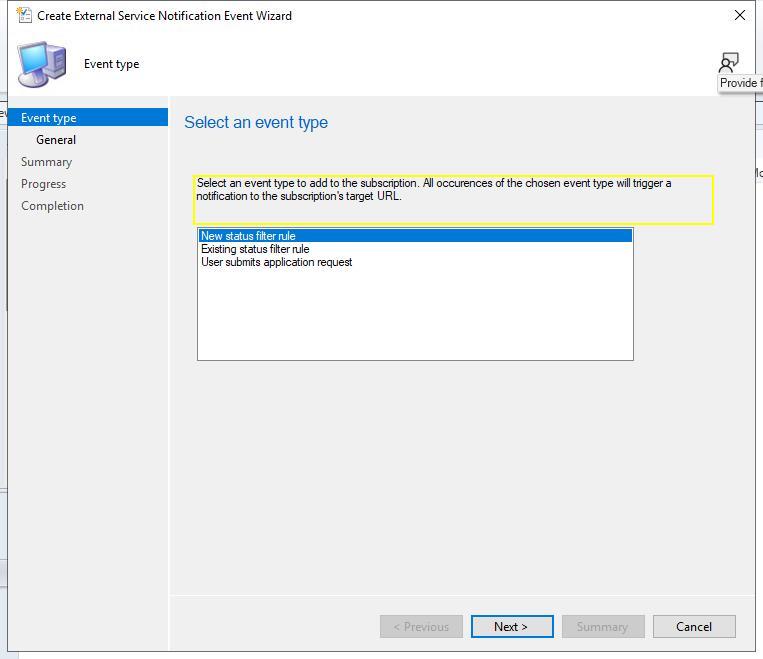 Create External Service Notification Event Wizard
Event type
Provide f
Event type
General
Summary
Progress
Completion
Select an event type
Select an event type to add to the subscription. All occurences of the chosen event type will trigger a
notification to the subscription's target URL.
New status filter rule
Existing status filter rule
User submits application request
< Previous
Next >
Summary
Cancel